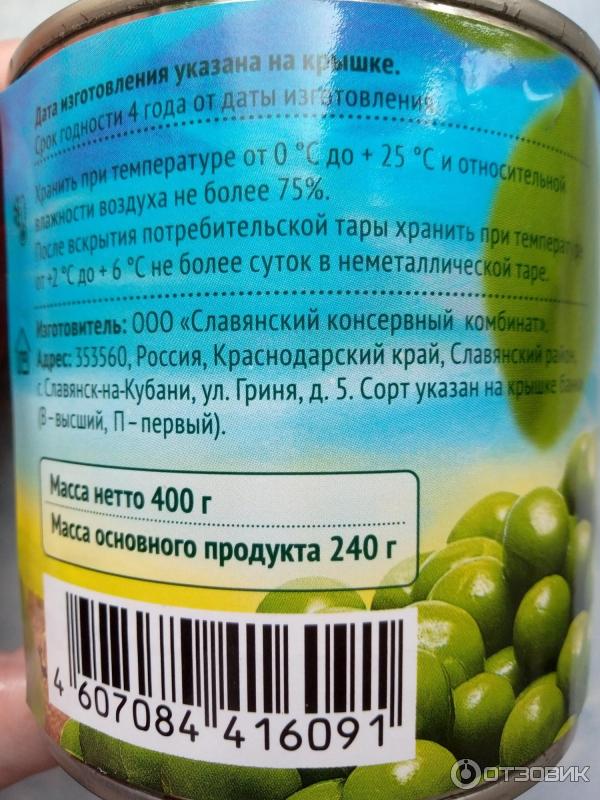 Дата изготовления указана на крышке.
Срок годности 4 года от даты изготовления.
Хранить при температуре от 0 °C до + 25 °C и относительной
влажности воздуха не более 75%.
После вскрытия потребительской тары хранить при температуре
от +2 °C до + 6 °C не более суток в неметаллической таре.
Изготовитель: ООО «Славянский консервный комбинат».
Адрес: 353560, Россия, Краснодарский край, Славянский район,
г. Славянск-на-Кубани, ул. Гриня, д. 5. Сорт указан на крышке банки
(В – высший, П – первый).
Масса нетто 400 г
Масса основного продукта 240 г
4 607084 416091
ОТЗОВИК